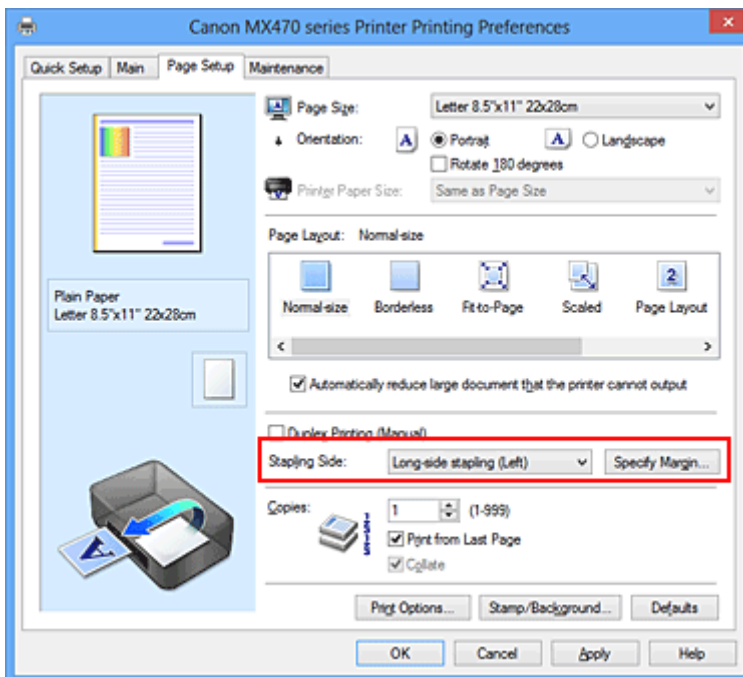 Canon MX470 series Printer Printing Preferences
Quick Setup Main Page Setup Maintenance
Page Size: Letter 8.5"x11" 22x28cm
Orientation: A Portrait A Landscape
Rotate 180 degrees
Printer Paper Size: Same as Page Size
Page Layout: Normal-size
Plain Paper
Letter 8.5"x11" 22x28cm
2
Normal-size Borderless Fit-to-Page Scaled Page Layout
Automatically reduce large document that the printer cannot output
Duplex Printing (Manual)
Stapling Side: Long-side stapling (Left) Specify Margin...
Copies: 1 (1-999)
Print from Last Page
Collate
A
Print Options... Stamp/Background... Defaults
OK Cancel Apply Help